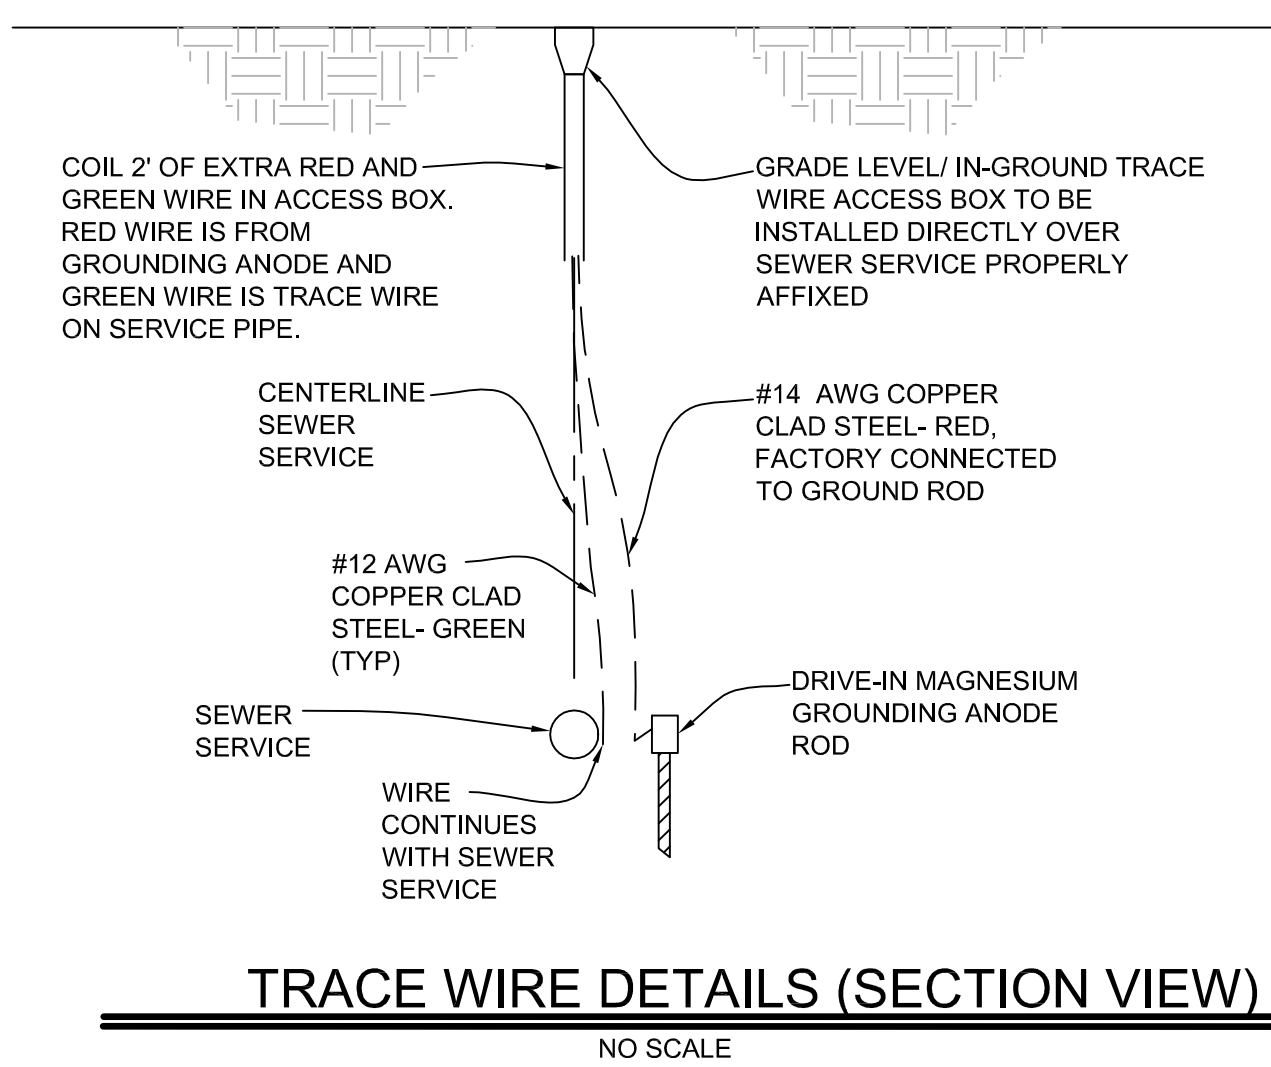 COIL 2' OF EXTRA RED AND
GREEN WIRE IN ACCESS BOX.
RED WIRE IS FROM
GROUNDING ANODE AND
GREEN WIRE IS TRACE WIRE
ON SERVICE PIPE.
GRADE LEVEL/ IN-GROUND TRACE
WIRE ACCESS BOX TO BE
INSTALLED DIRECTLY OVER
SEWER SERVICE PROPERLY
AFFIXED
CENTERLINE
SEWER
SERVICE
#14 AWG COPPER
CLAD STEEL- RED,
FACTORY CONNECTED
TO GROUND ROD
#12 AWG
COPPER CLAD
STEEL- GREEN
(TYP)
SEWER
SERVICE
DRIVE-IN MAGNESIUM
GROUNDING ANODE
ROD
WIRE
CONTINUES
WITH SEWER
SERVICE
TRACE WIRE DETAILS (SECTION VIEW)
NO SCALE